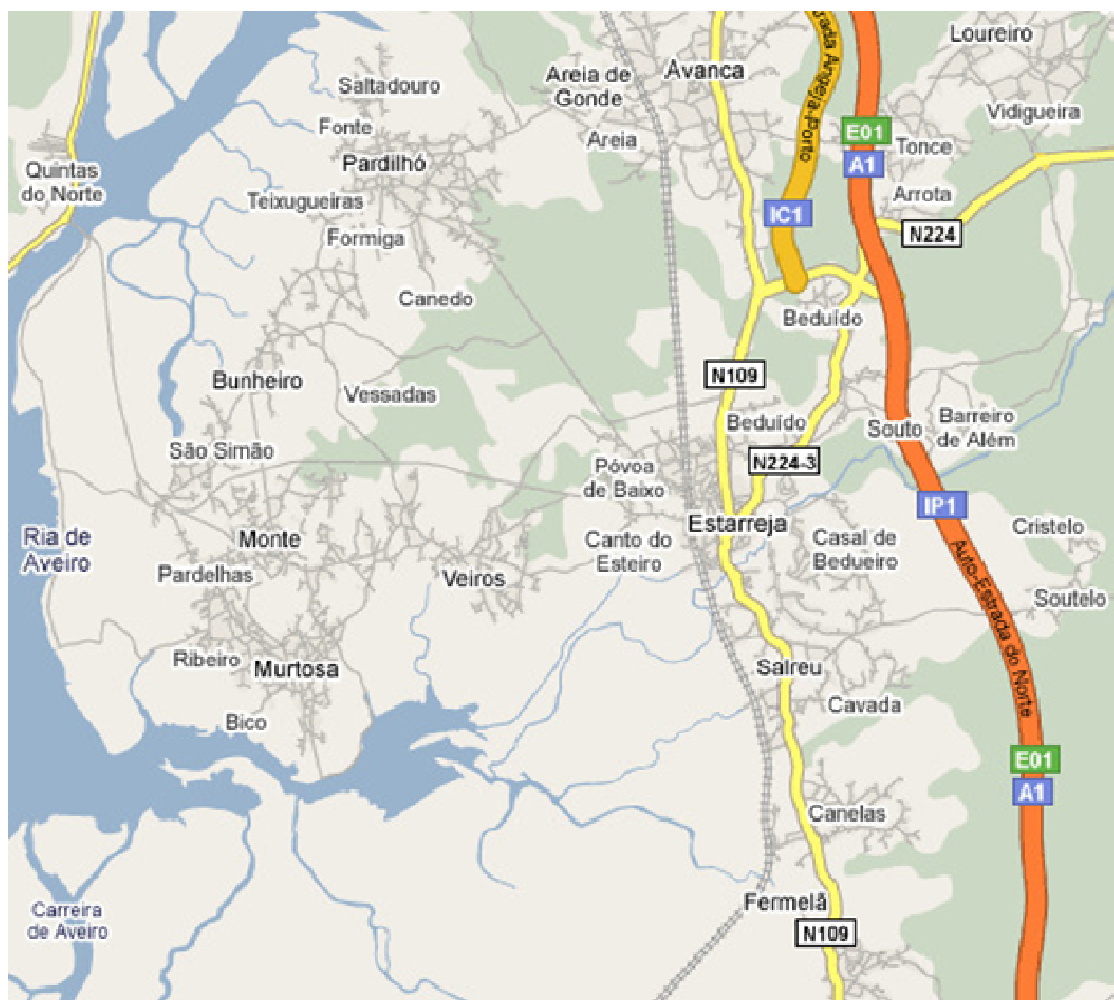 Loureiro
Avanca
Areia de
Gonde
Saltadouro
Vidigueira
Fonte
Areia
E01
Tonce
Pardilhó
A1
Quintas
do Norte
Arrota
Teixugueiras
IC1
N224
Formiga
Canedo
Beduído
N109
Bunheiro
Vessadas
Beduído
Souto
Barreiro
de Além
São Simão
N224-3
Póvoa
de Baixo
IP1
Estarreja
Cristelo
Ria de
Aveiro
Monte
Canto do
Esteiro
Casal de
Bedueiro
Pardelhas
Veiros
Auto-Estrada do Norte
Soutelo
Ribeiro
Murtosa
Salreu
Cavada
Bico
E01
A1
Canelas
Fermelã
Carreira
de Aveiro
N109